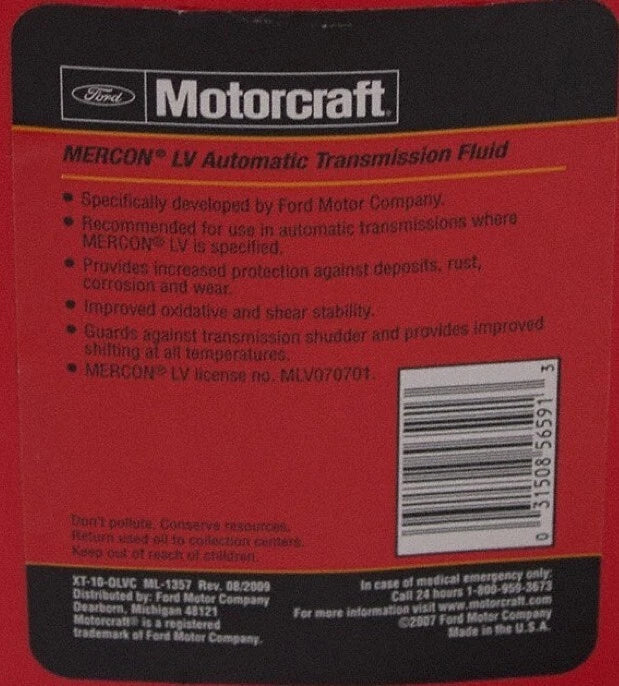 Ford Motorcraft
MERCON® LV Automatic Transmission Fluid
• Specifically developed by Ford Motor Company.
• Recommended for use in automatic transmissions where
MERCON® LV is specified.
• Provides increased protection against deposits, rust,
corrosion and wear.
• Improved oxidative and shear stability.
• Guards against transmission shudder and provides improved
shifting at all temperatures.
• MERCON® LV license no. MLV070701.
0 31508 56591 3
Don't pollute. Conserve resources.
Return used oil to collection centers.
Keep out of reach of children.
XT-10-QLVC ML-1357 Rev. 08/2009
Distributed by: Ford Motor Company
Dearborn, Michigan 48121
Motorcraft® is a registered
trademark of Ford Motor Company.
In case of medical emergency only:
Call 24 hours 1-800-959-3673
For more information visit www.motorcraft.com
©2007 Ford Motor Company
Made in the U.S.A.